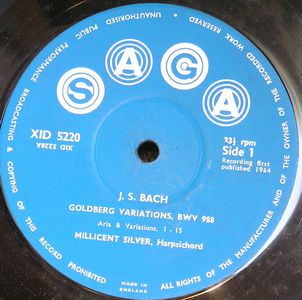 SAGA
XID 5220
VBZES QIX
33⅓ rpm
Side 1
Recording first
published 1964
J. S. BACH
GOLDBERG VARIATIONS, BWV 988
Aria & Variations. 1 - 15
MILLICENT SILVER, Harpsichord
MADE IN
ENGLAND
ALL RIGHTS OF THE MANUFACTURER AND OF THE OWNER OF THE RECORDED WORK RESERVED · UNAUTHORISED PUBLIC PERFORMANCE BROADCASTING & COPYING OF THIS RECORD PROHIBITED